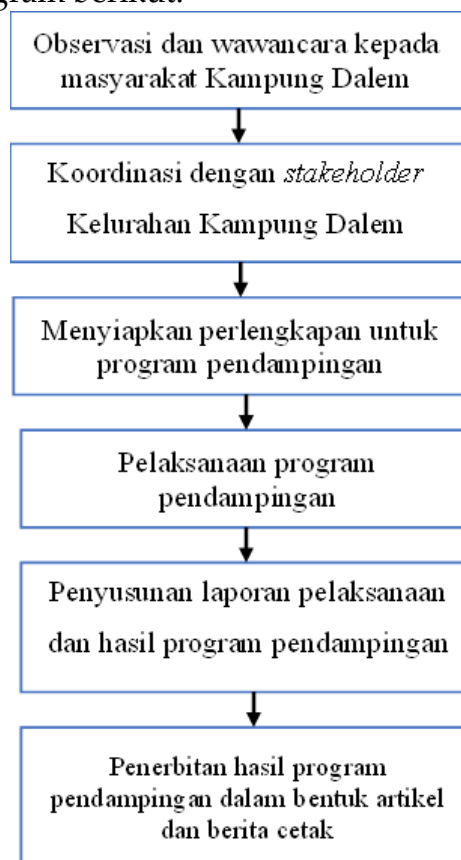 Observasi dan wawancara kepada
masyarakat Kampung Dalem
Koordinasi dengan stakeholder
Kelurahan Kampung Dalem
Menyiapkan perlengkapan untuk
program pendampingan
Pelaksanaan program
pendampingan
Penyusunan laporan pelaksanaan
dan hasil program pendampingan
Penerbitan hasil program
pendampingan dalam bentuk artikel
dan berita cetak